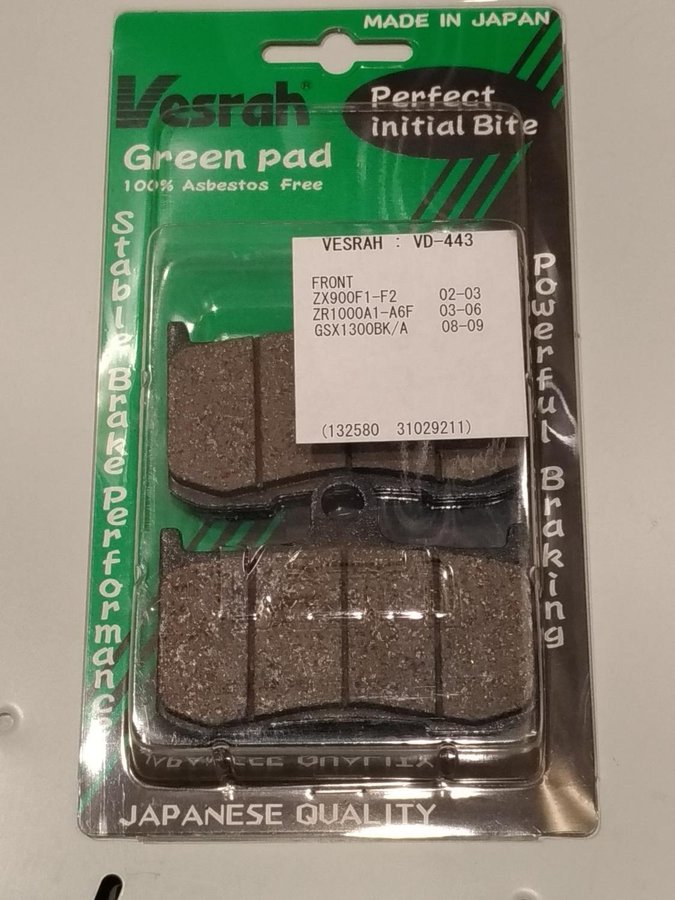 MADE IN JAPAN
Vesrah®
Perfect
initial Bite
Green pad
100% Asbestos Free
Stable Brake Performance
VESRAH : VD-443
FRONT
ZX900F1-F2 02-03
ZR1000A1-A6F 03-06
GSX1300BK/A 08-09
(132580 31029211)
Powerful Braking
JAPANESE QUALITY